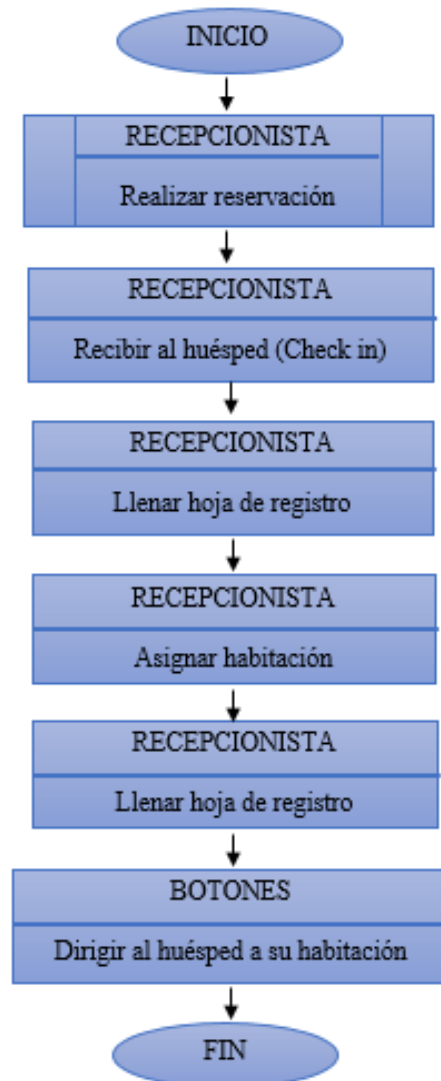 INICIO
RECEPCIONISTA
Realizar reservación
RECEPCIONISTA
Recibir al huésped (Check in)
RECEPCIONISTA
Llenar hoja de registro
RECEPCIONISTA
Asignar habitación
RECEPCIONISTA
Llenar hoja de registro
BOTONES
Dirigir al huésped a su habitación
FIN